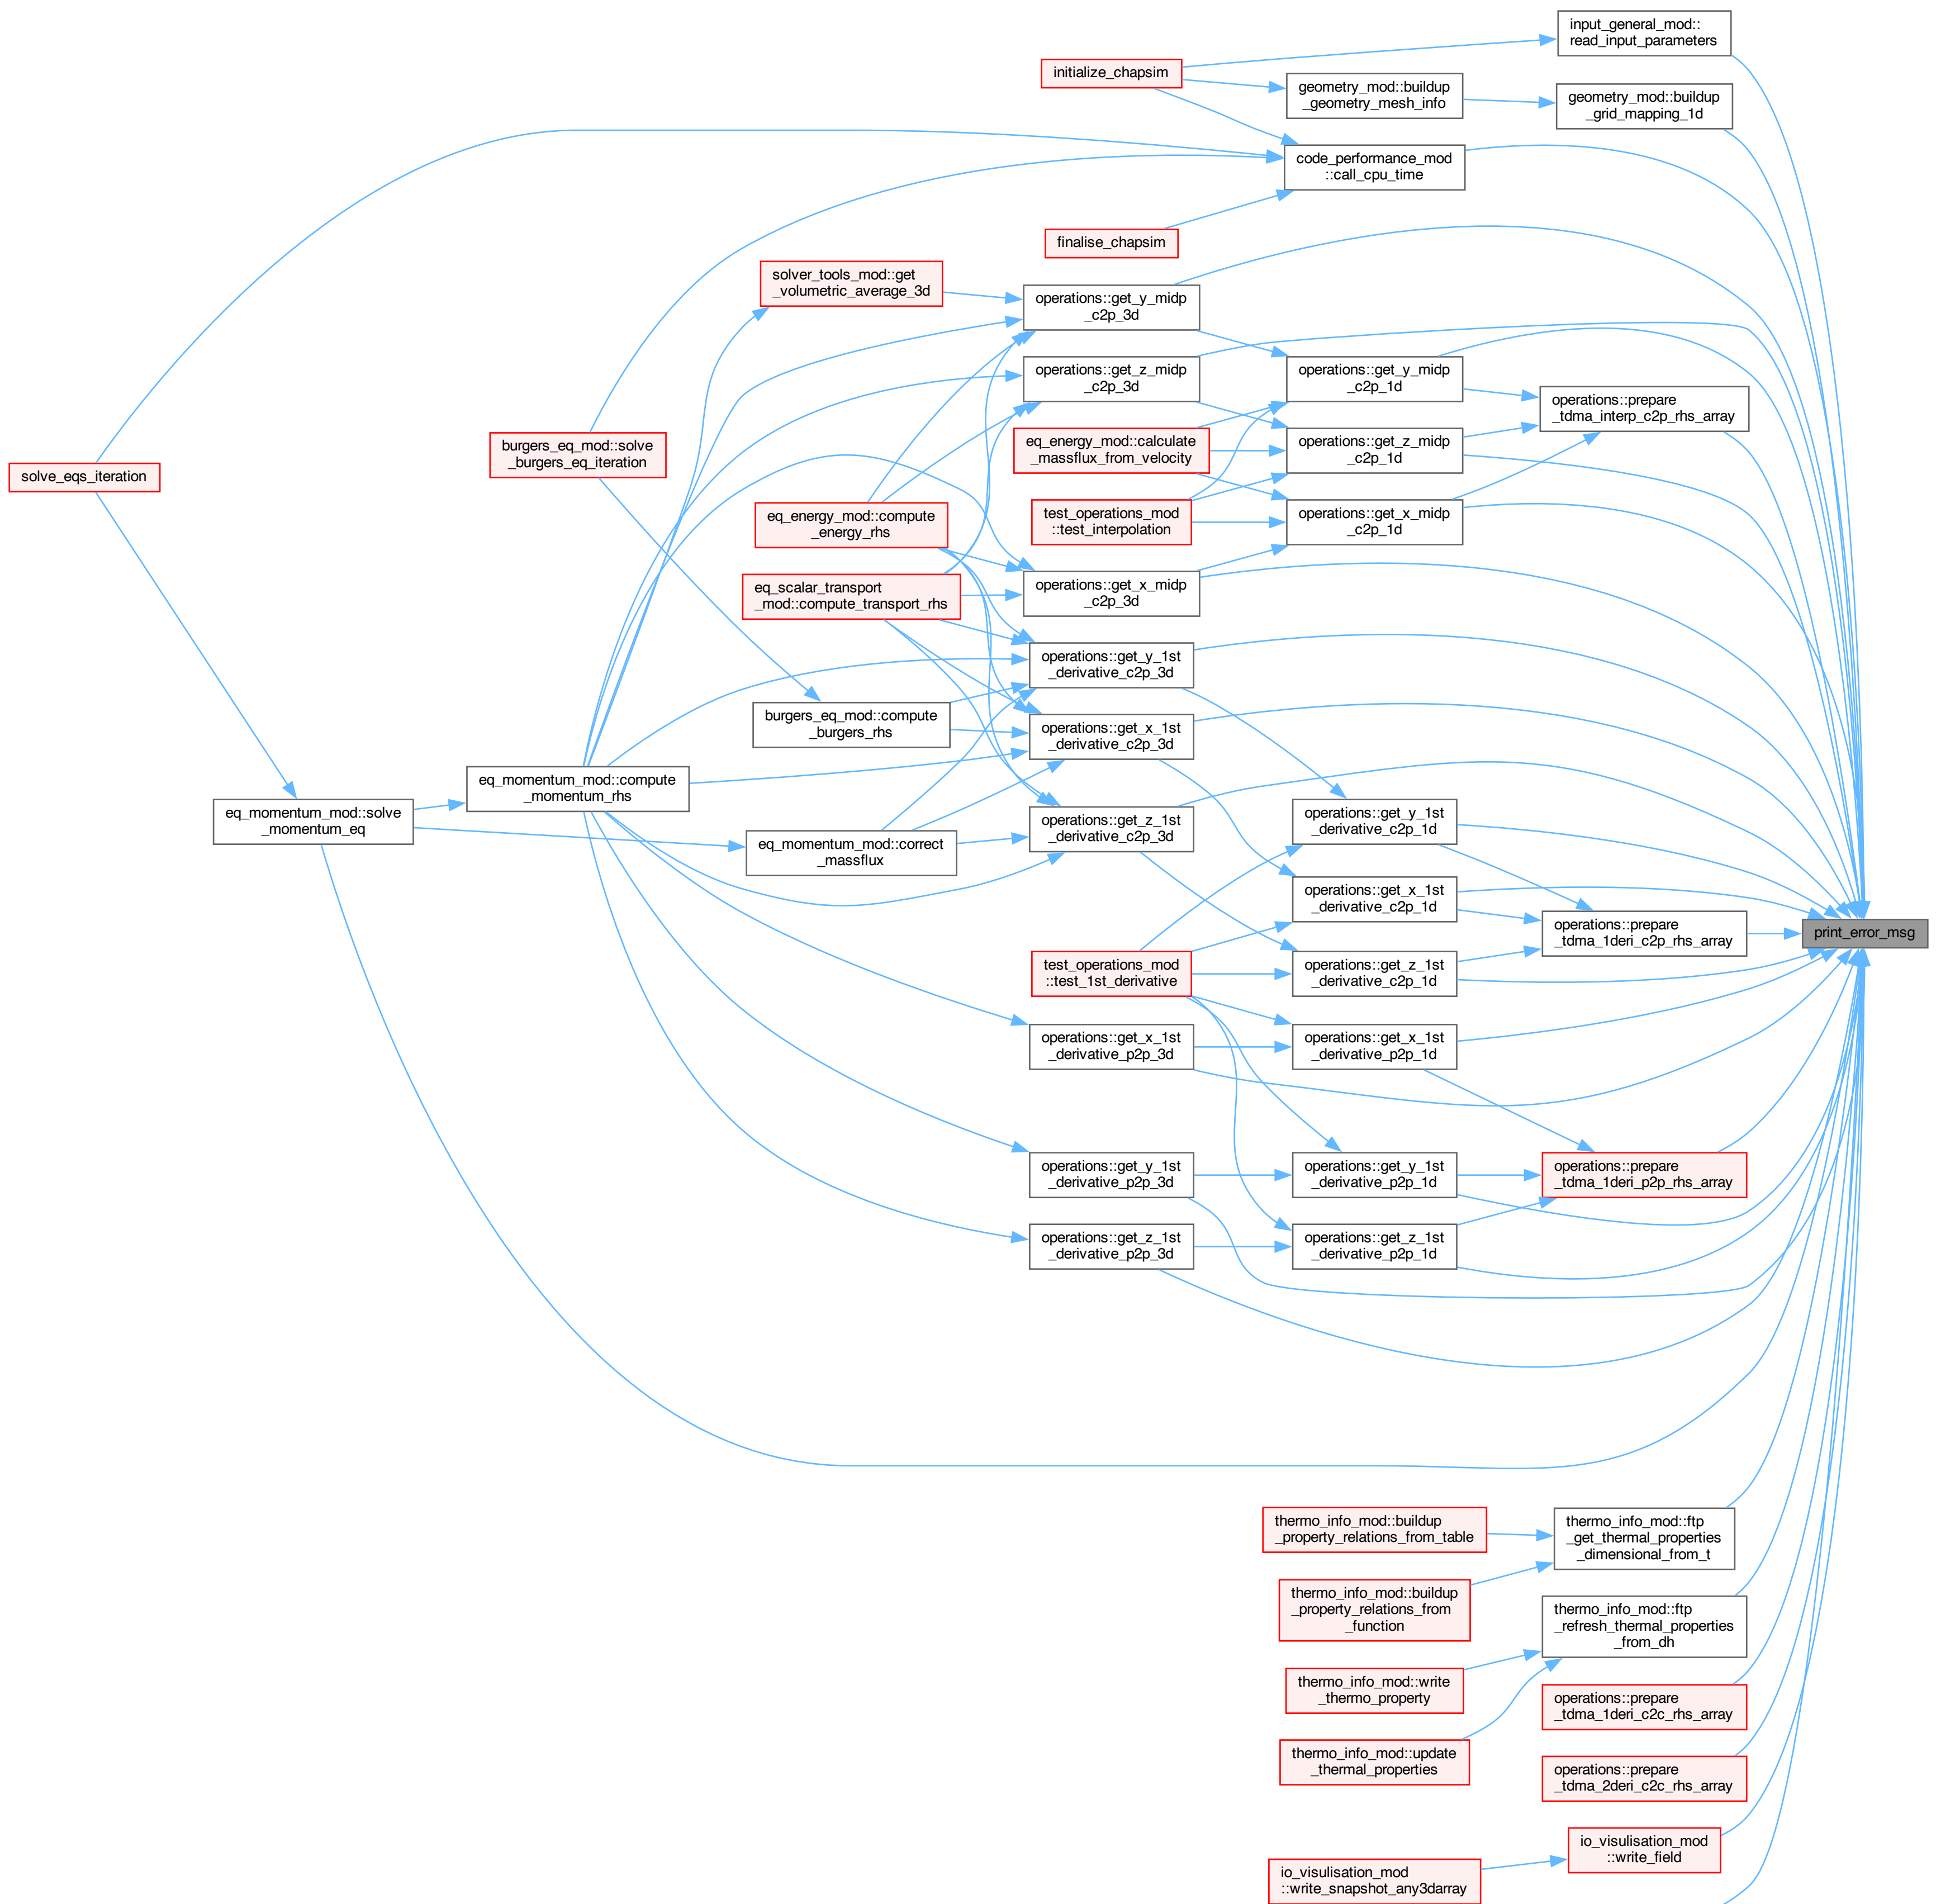 input_general_mod::
read_input_parameters
initialize_chapsim
geometry_mod::buildup
_geometry_mesh_info
geometry_mod::buildup
_grid_mapping_1d
code_performance_mod
::call_cpu_time
finalise_chapsim
solver_tools_mod::get
_volumetric_average_3d
operations::get_y_midp
_c2p_3d
operations::get_z_midp
_c2p_3d
operations::get_y_midp
_c2p_1d
operations::prepare
_tdma_interp_c2p_rhs_array
burgers_eq_mod::solve
_burgers_eq_iteration
eq_energy_mod::calculate
_massflux_from_velocity
operations::get_z_midp
_c2p_1d
solve_eqs_iteration
eq_energy_mod::compute
_energy_rhs
test_operations_mod
::test_interpolation
operations::get_x_midp
_c2p_1d
eq_scalar_transport
_mod::compute_transport_rhs
operations::get_x_midp
_c2p_3d
operations::get_y_1st
_derivative_c2p_3d
burgers_eq_mod::compute
_burgers_rhs
operations::get_x_1st
_derivative_c2p_3d
eq_momentum_mod::compute
_momentum_rhs
eq_momentum_mod::solve
_momentum_eq
eq_momentum_mod::correct
_massflux
operations::get_z_1st
_derivative_c2p_3d
operations::get_y_1st
_derivative_c2p_1d
operations::get_x_1st
_derivative_c2p_1d
operations::prepare
_tdma_1deri_c2p_rhs_array
print_error_msg
test_operations_mod
::test_1st_derivative
operations::get_z_1st
_derivative_c2p_1d
operations::get_x_1st
_derivative_p2p_3d
operations::get_x_1st
_derivative_p2p_1d
operations::get_y_1st
_derivative_p2p_3d
operations::get_y_1st
_derivative_p2p_1d
operations::prepare
_tdma_1deri_p2p_rhs_array
operations::get_z_1st
_derivative_p2p_3d
operations::get_z_1st
_derivative_p2p_1d
thermo_info_mod::buildup
_property_relations_from_table
thermo_info_mod::ftp
_get_thermal_properties
_dimensional_from_t
thermo_info_mod::buildup
_property_relations_from
_function
thermo_info_mod::ftp
_refresh_thermal_properties
_from_dh
thermo_info_mod::write
_thermo_property
operations::prepare
_tdma_1deri_c2c_rhs_array
thermo_info_mod::update
_thermal_properties
operations::prepare
_tdma_2deri_c2c_rhs_array
io_visulisation_mod
::write_field
io_visulisation_mod
::write_snapshot_any3darray